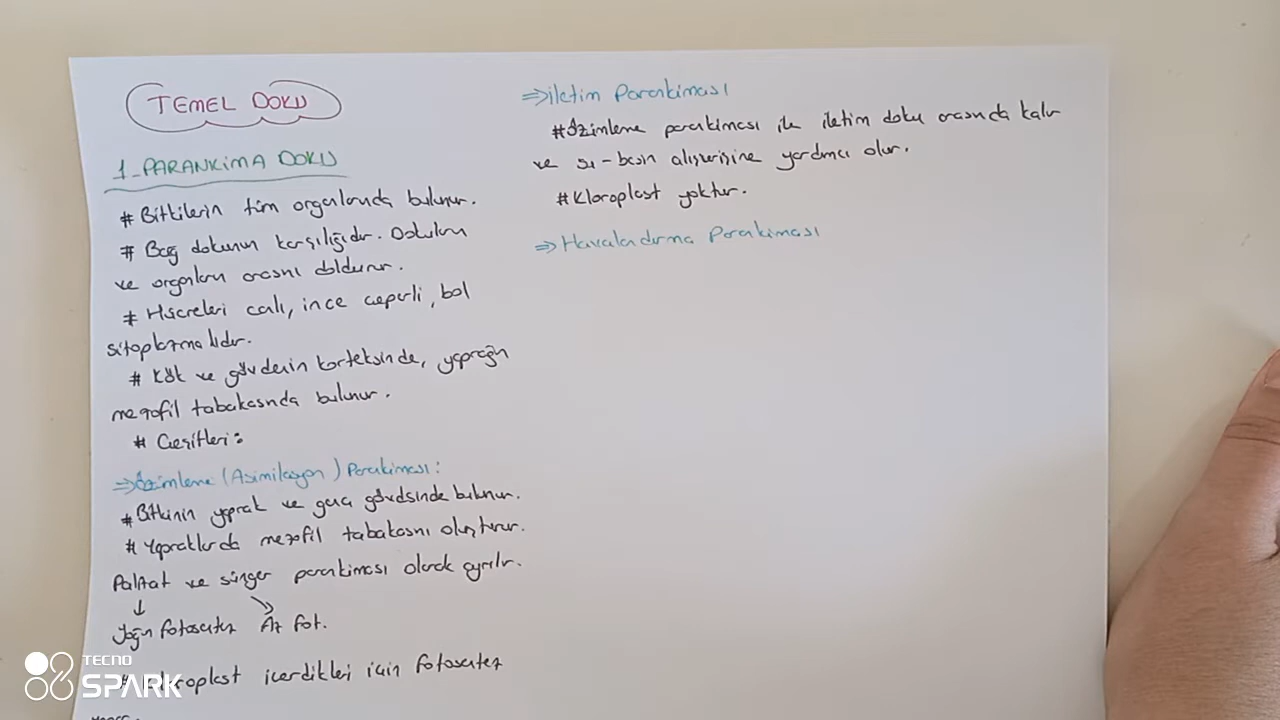 TEMEL DOKU
1_PARANKİMA DOKU
# Bitkilerin tüm organlarında bulunur.
# Bağ dokunun karşılığıdır. Dokuların
ve organların arasını doldurur.
# Hücreleri canlı, ince çeperli, bol
sitoplazmalıdır.
# Kök ve gövdenin korteksinde, yaprağın
mezofil tabakasında bulunur.
# Çeşitleri:
⇒Özümleme (Asimilasyon) Parankiması:
# Bitkinin yaprak ve genç gövdesinde bulunur.
# Yapraklarda mezofil tabakasını oluşturur.
Palizat ve sünger parankiması olarak ayrılır.
↓ ↘
Yoğun fotosentez Az fot.
# Kloroplast içerdikleri için fotosentez
⇒İletim Parankiması
# Özümleme parankiması ile iletim doku arasında kalır
ve su-besin alışverişine yardımcı olur.
# Kloroplast yoktur.
⇒ Havalandırma Parankiması
TECNO
SPARK